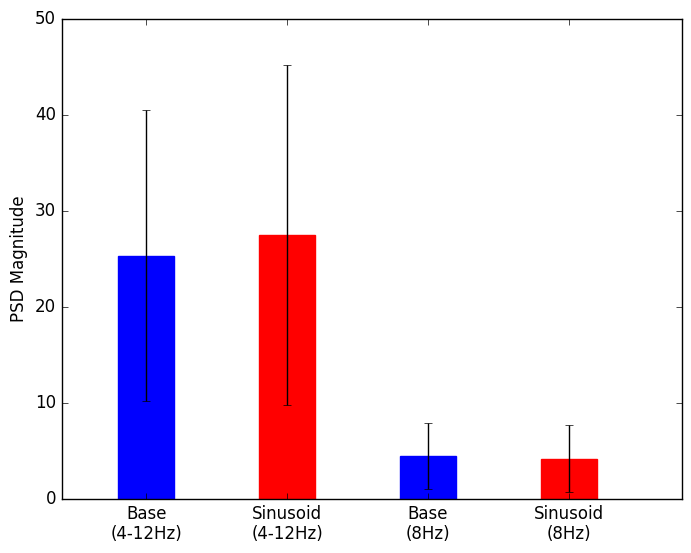 50
40
30
20
10
0
PSD Magnitude
Base
(4-12Hz)
Sinusoid
(4-12Hz)
Base
(8Hz)
Sinusoid
(8Hz)